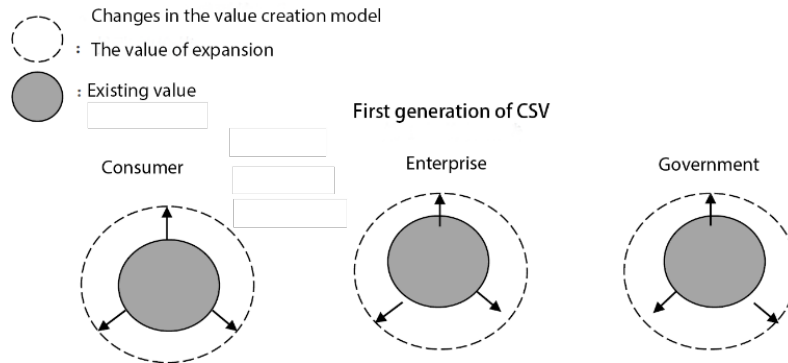 Changes in the value creation model
: The value of expansion
: Existing value
First generation of CSV
Consumer
Enterprise
Government